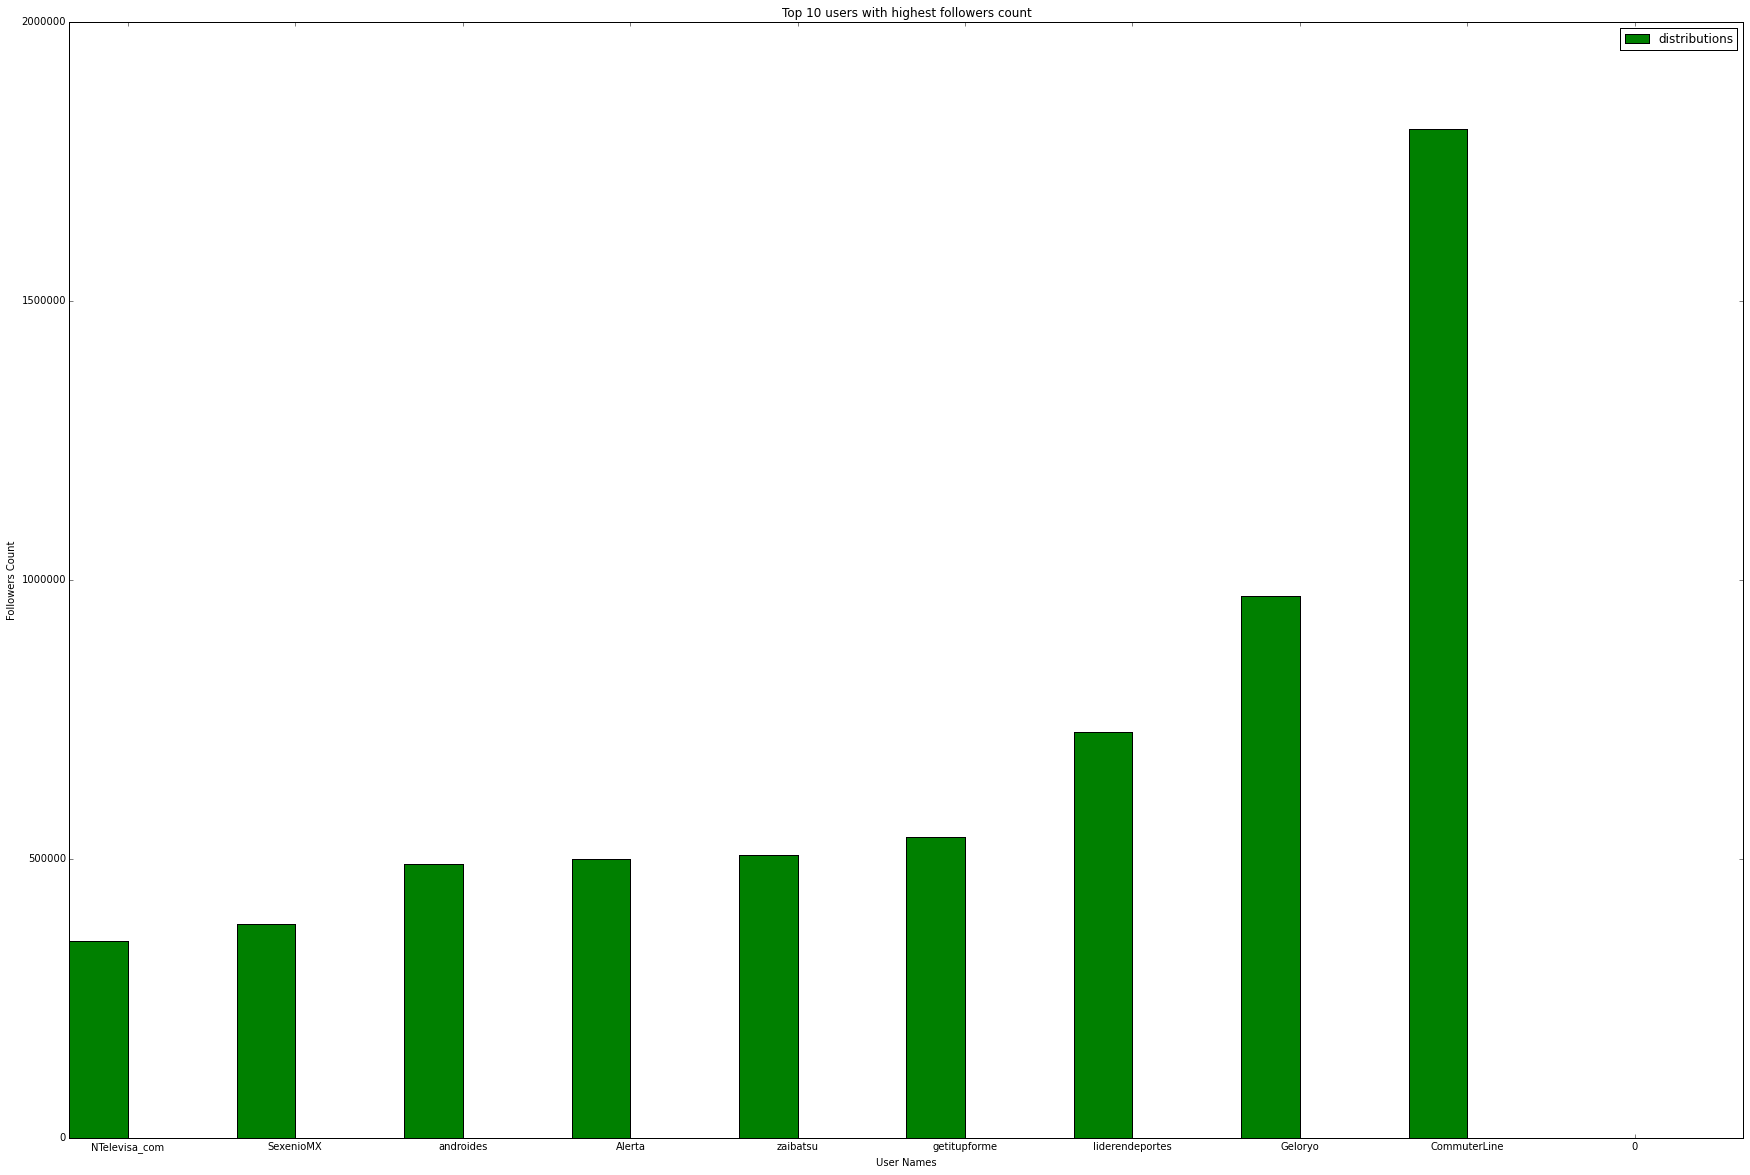 Top 10 users with highest followers count
distributions
2000000
1500000
1000000
500000
0
Followers Count
NTelevisa_com SexenioMX androides Alerta zaibatsu getitupforme liderendeportes Geloryo CommuterLine 0
User Names